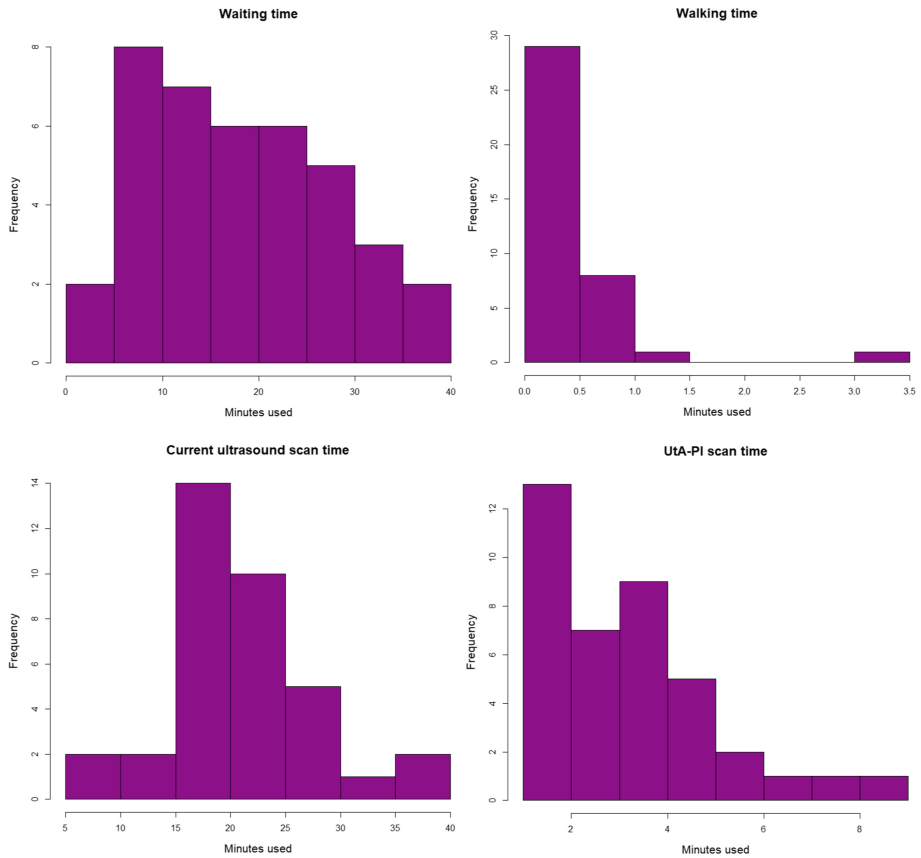 Waiting time
Frequency
0 2 4 6 8
0 10 20 30 40
Minutes used
Walking time
Frequency
0 5 10 15 20 25 30
0.0 0.5 1.0 1.5 2.0 2.5 3.0 3.5
Minutes used
Current ultrasound scan time
Frequency
0 2 4 6 8 10 12 14
5 10 15 20 25 30 35 40
Minutes used
UtA-PI scan time
Frequency
0 2 4 6 8 10 12
2 4 6 8
Minutes used